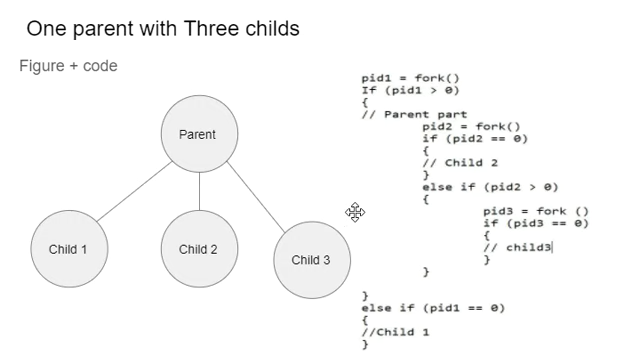 One parent with Three childs
Figure + code
Parent
Child 1
Child 2
Child 3
pid1 = fork()
If (pid1 > 0)
{
// Parent part
pid2 = fork()
if (pid2 == 0)
{
// Child 2
}
else if (pid2 > 0)
{
pid3 = fork ()
if (pid3 == 0)
{
// child3
}
}
}
else if (pid1 == 0)
{
//Child 1
}